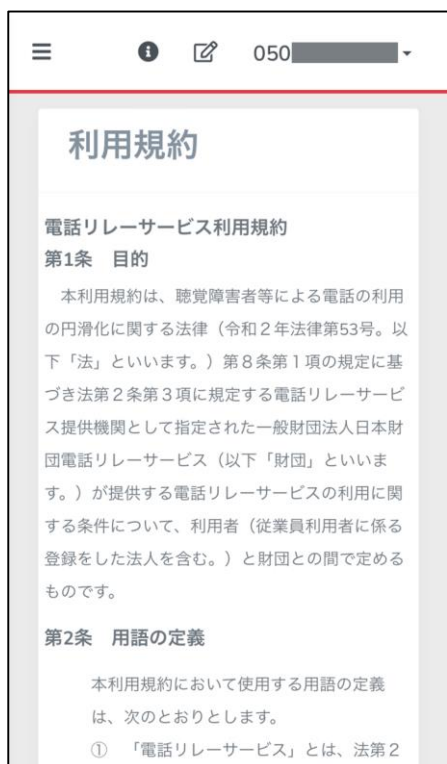 050
利用規約
電話リレーサービス利用規約
第1条　目的
　本利用規約は、聴覚障害者等による電話の利用
の円滑化に関する法律（令和２年法律第53号。以
下「法」といいます。）第８条第１項の規定に基
づき法第２条第３項に規定する電話リレーサービ
ス提供機関として指定された一般財団法人日本財
団電話リレーサービス（以下「財団」といいま
す。）が提供する電話リレーサービスの利用に関
する条件について、利用者（従業員利用者に係る
登録をした法人を含む。）と財団との間で定める
ものです。
第2条　用語の定義
本利用規約において使用する用語の定義
は、次のとおりとします。
①　「電話リレーサービス」とは、法第２